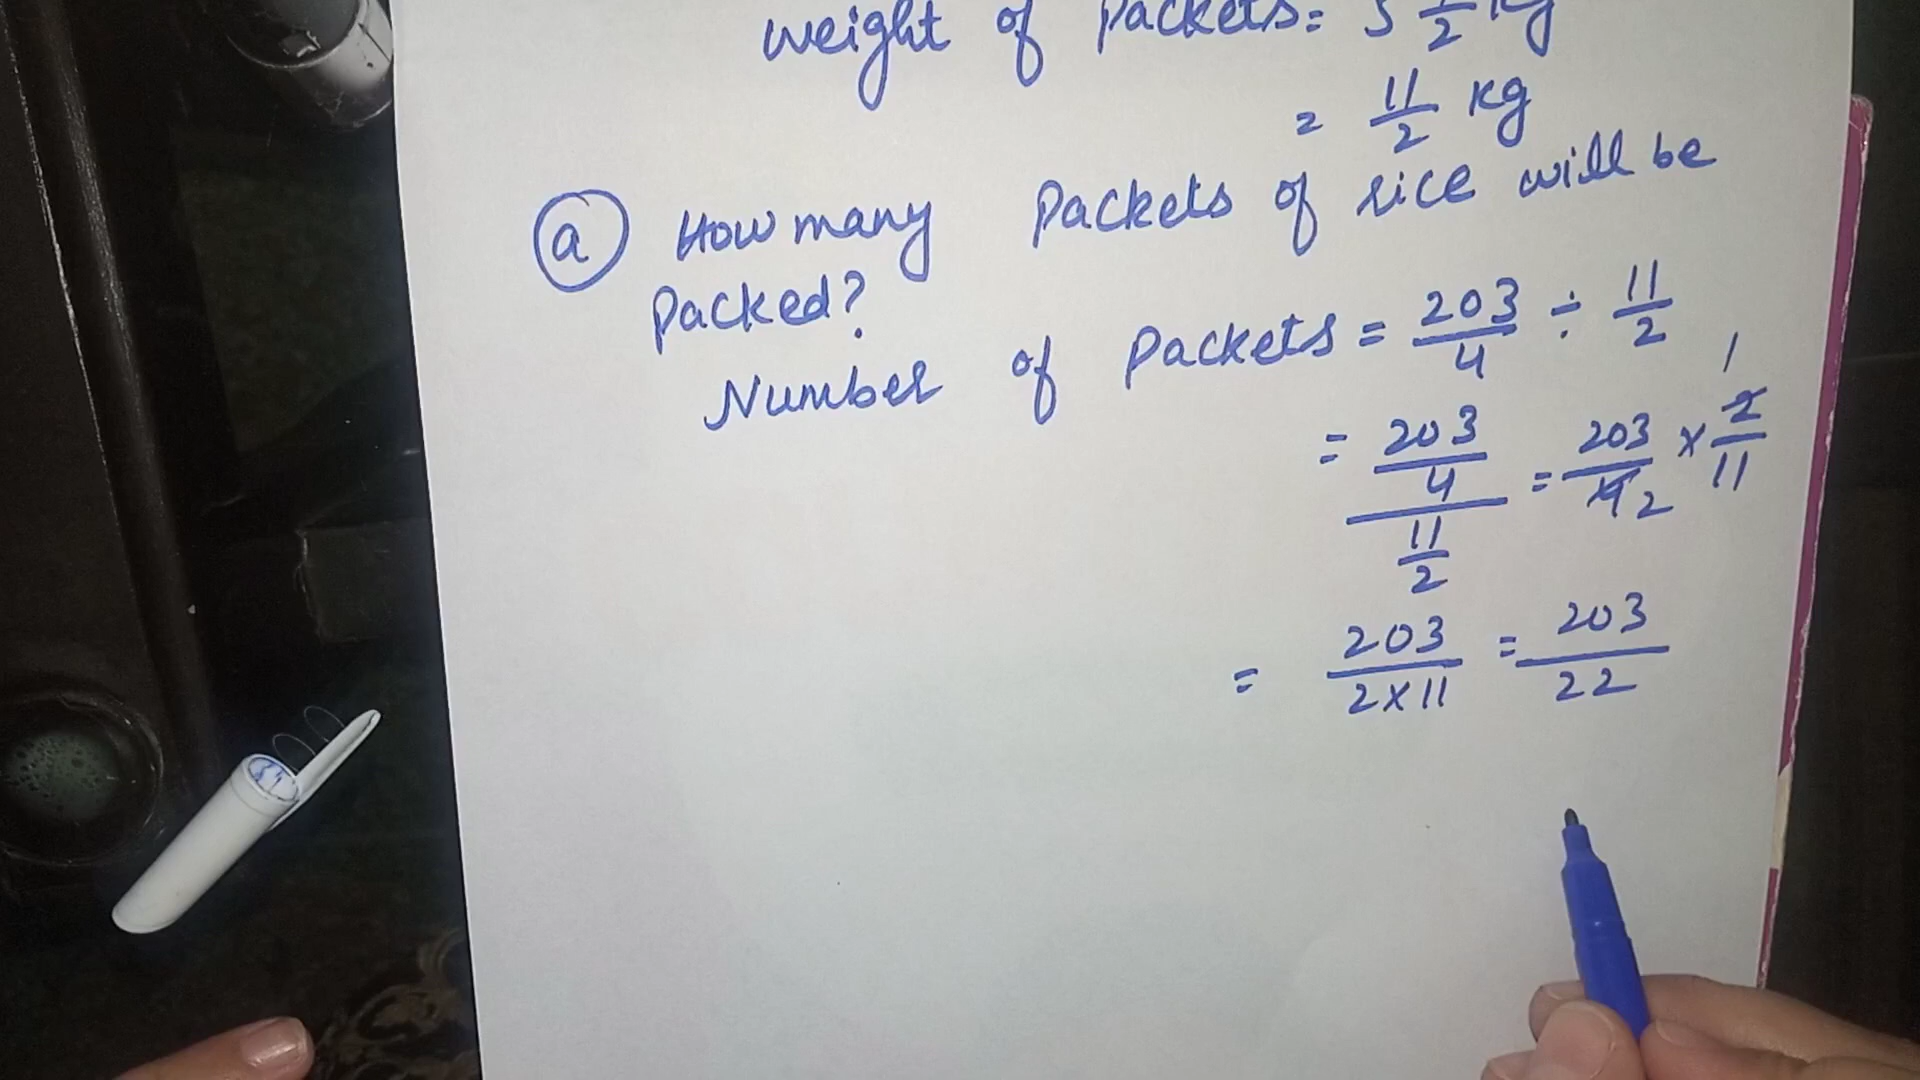 weight of Packets= 5 1/2 kg
= 11/2 kg
(a) How many Packets of rice will be
Packed?
Number of Packets = 203/4 ÷ 11/2
= 203/4 / 11/2 = 203/4 2 × 2 1/11
= 203/2×11 = 203/22